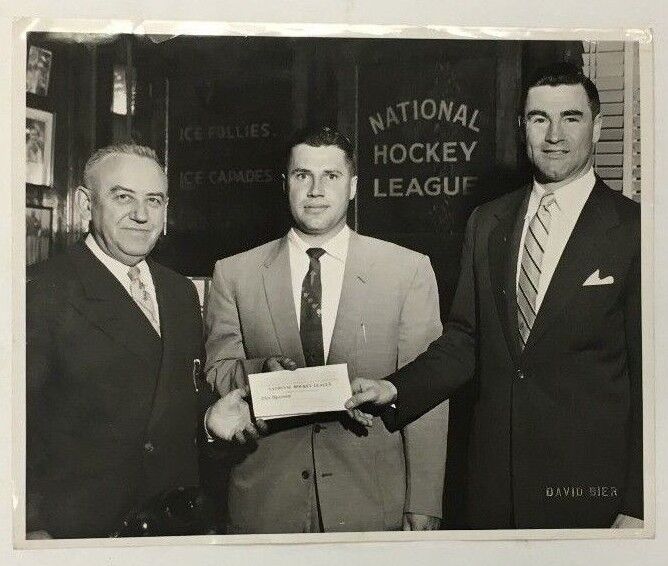 ICE FOLLIES.
ICE CAPADES.
NATIONAL
HOCKEY
LEAGUE
NATIONAL HOCKEY LEAGUE
DAVID BIER